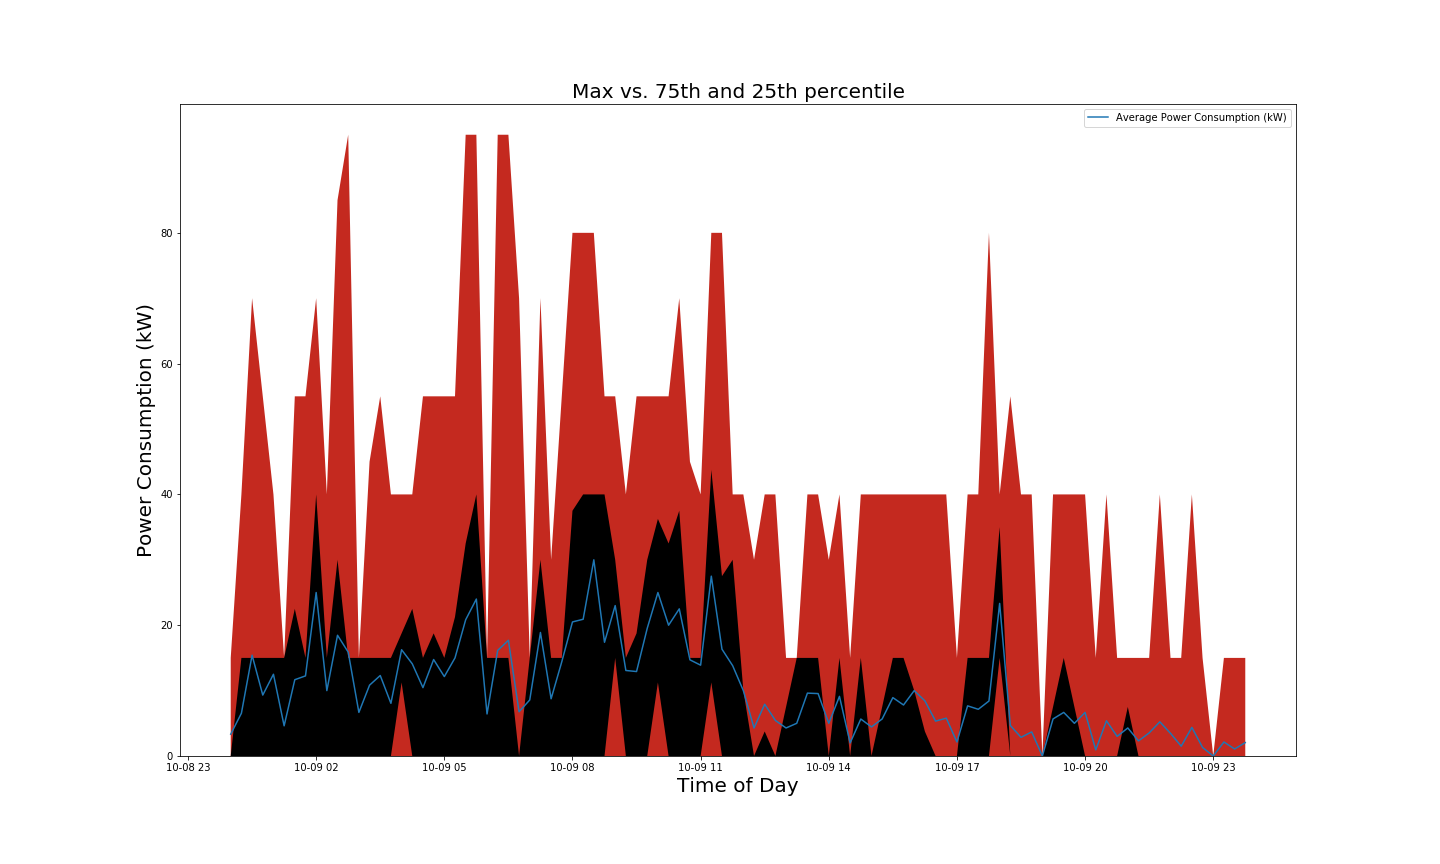 Max vs. 75th and 25th percentile
Average Power Consumption (kW)
Power Consumption (kW)
80
60
40
20
0
10-08 23 10-09 02 10-09 05 10-09 08 10-09 11 10-09 14 10-09 17 10-09 20 10-09 23
Time of Day